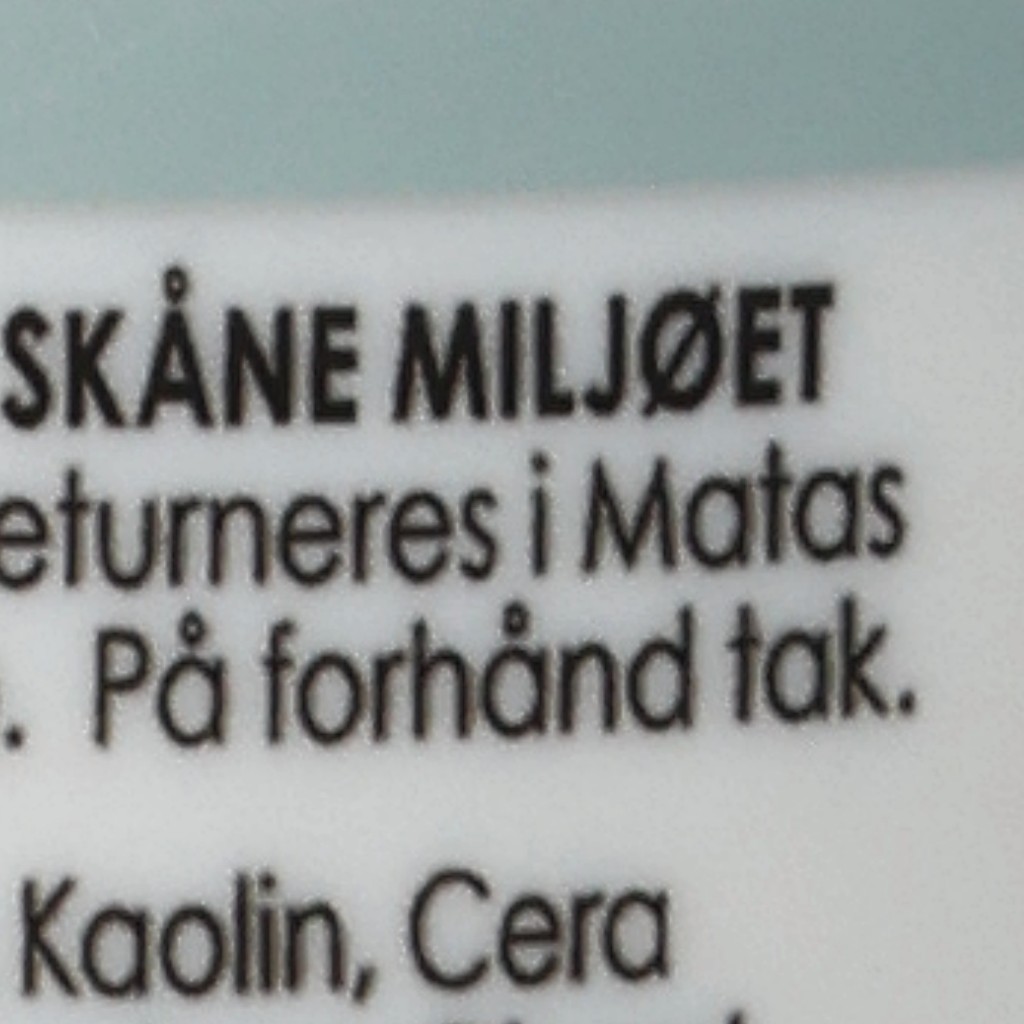 SKÅNE MILJØET
eturneres i Matas
. På forhånd tak.
Kaolin, Cera